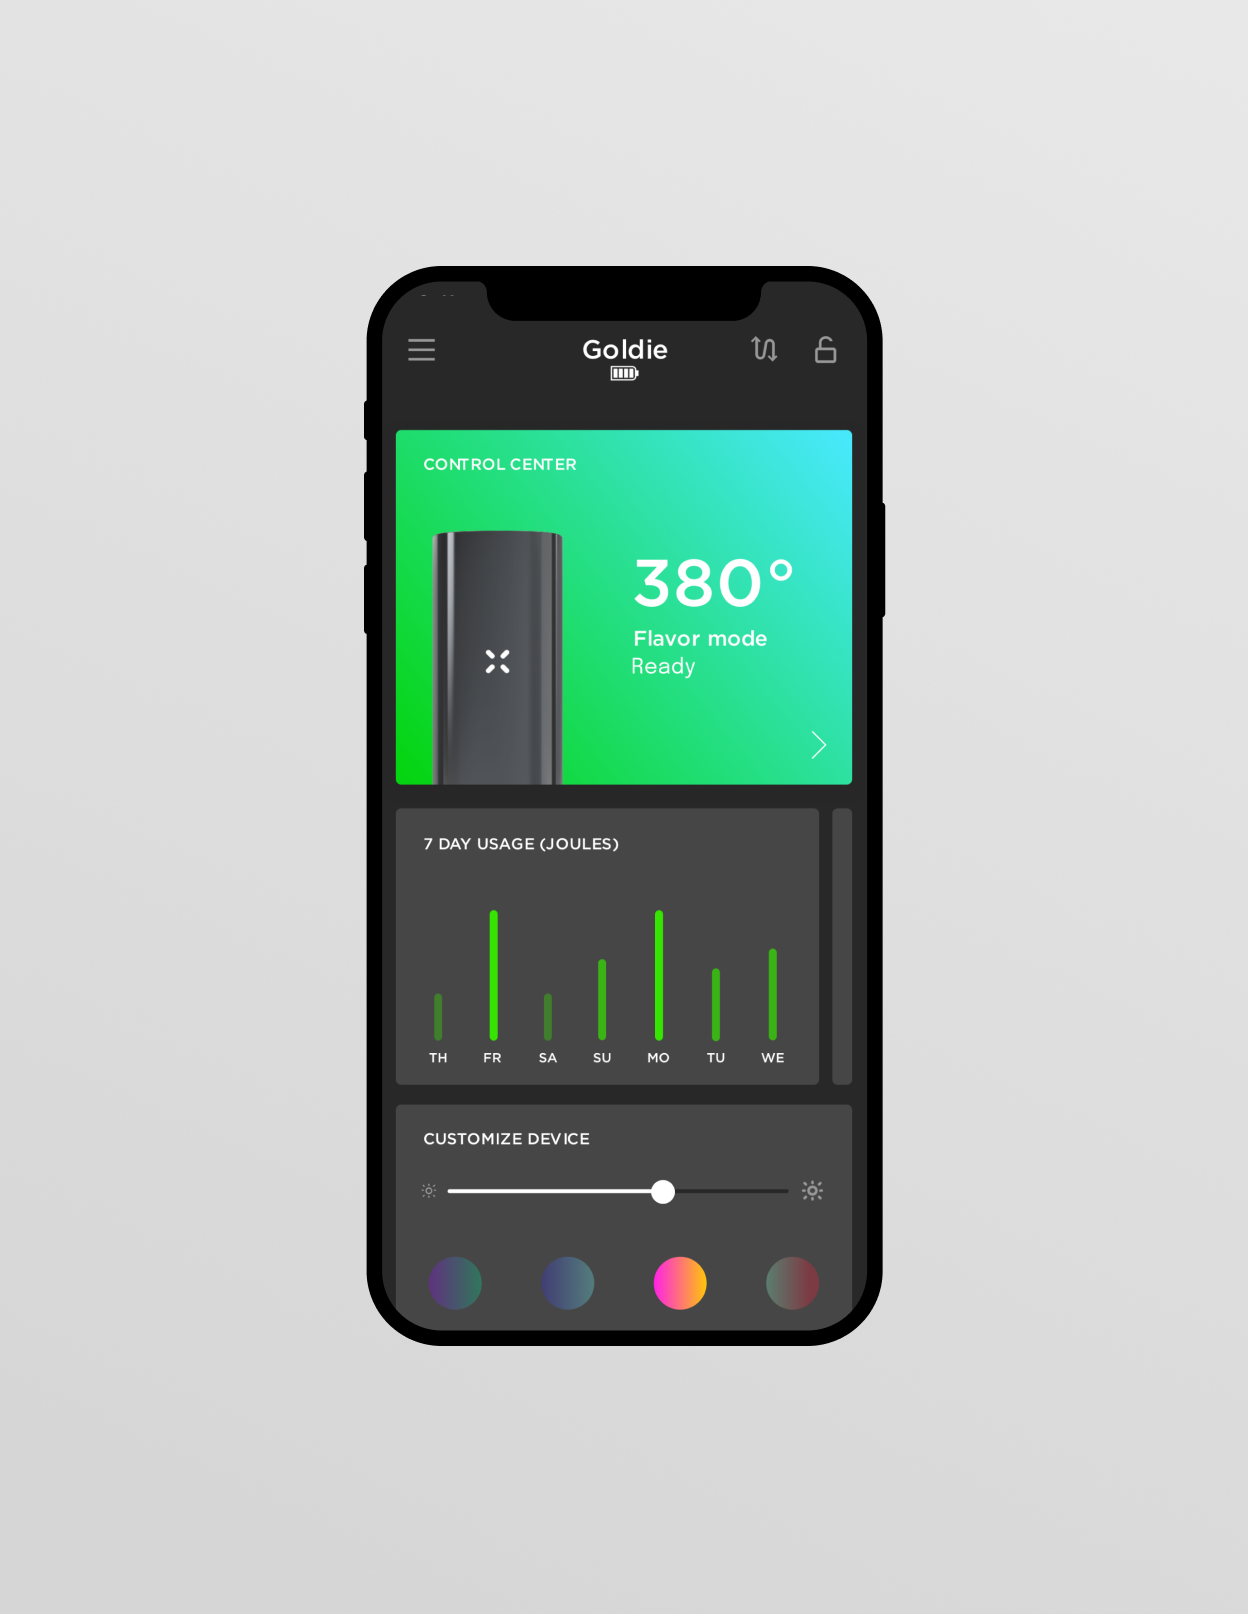 Goldie
CONTROL CENTER
380°
Flavor mode
Ready
7 DAY USAGE (JOULES)
TH FR SA SU MO TU WE
CUSTOMIZE DEVICE